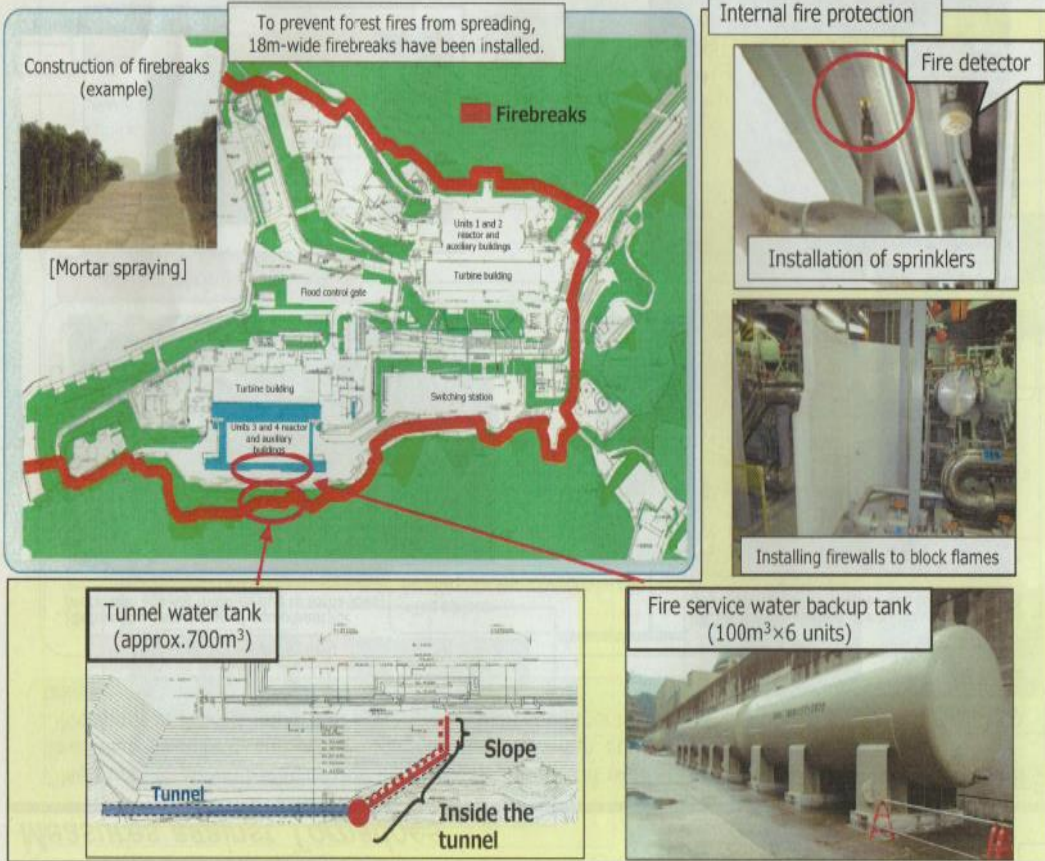 To prevent forest fires from spreading,
18m-wide firebreaks have been installed.
Construction of firebreaks
(example)
[Mortar spraying]
Firebreaks
Units 1 and 2
reactor and
auxiliary buildings
Turbine building
Flood control gate
Turbine building
Switching station
Units 3 and 4 reactor
and auxiliary
buildings
Internal fire protection
Fire detector
Installation of sprinklers
Installing firewalls to block flames
Tunnel water tank
(approx.700m³)
Slope
Tunnel
Inside the
tunnel
Fire service water backup tank
(100m³×6 units)